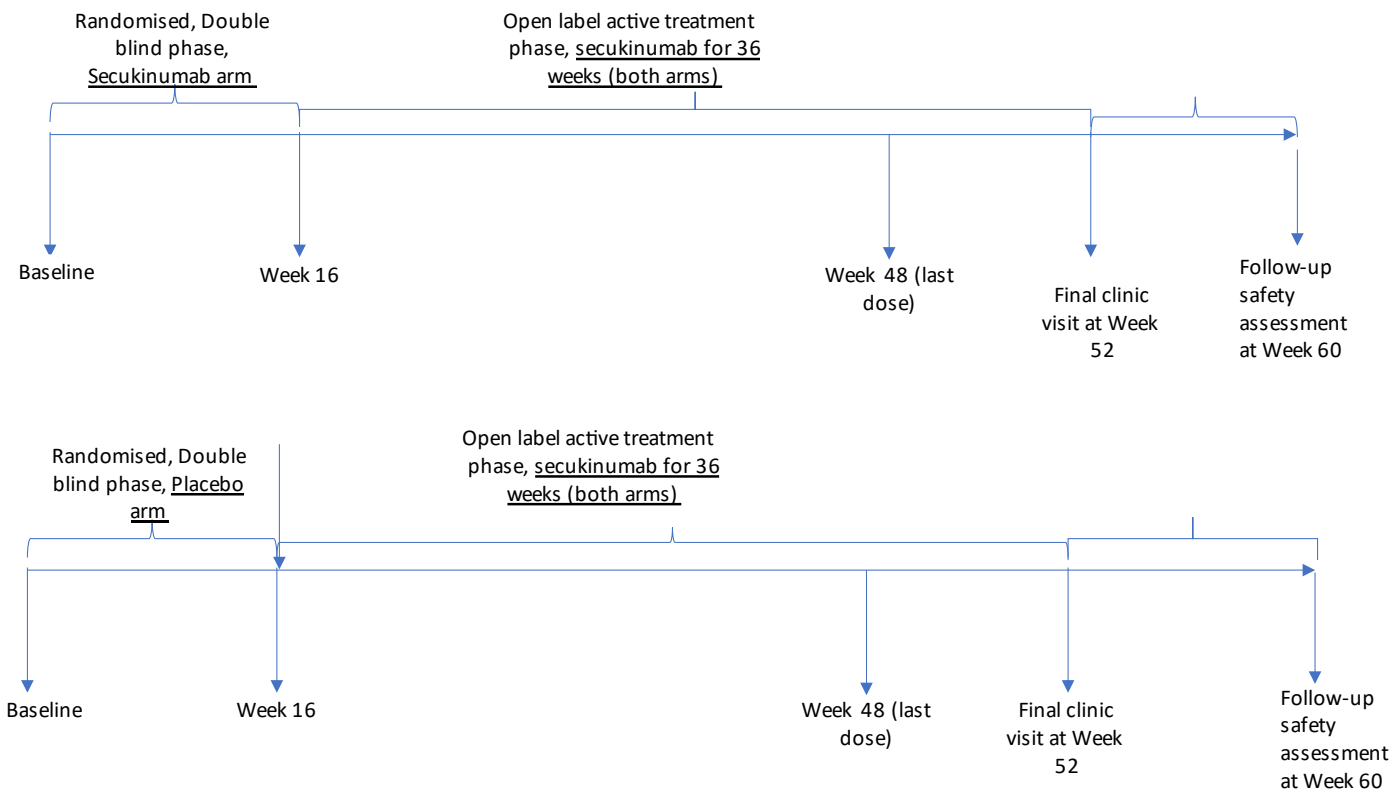 Randomised, Double
blind phase,
Secukinumab arm
Open label active treatment
phase, secukinumab for 36
weeks (both arms)
Baseline
Week 16
Week 48 (last
dose)
Final clinic
visit at Week
52
Follow-up
safety
assessment
at Week 60
Randomised, Double
blind phase, Placebo
arm
Open label active treatment
phase, secukinumab for 36
weeks (both arms)
Baseline
Week 16
Week 48 (last
dose)
Final clinic
visit at Week
52
Follow-up
safety
assessment
at Week 60